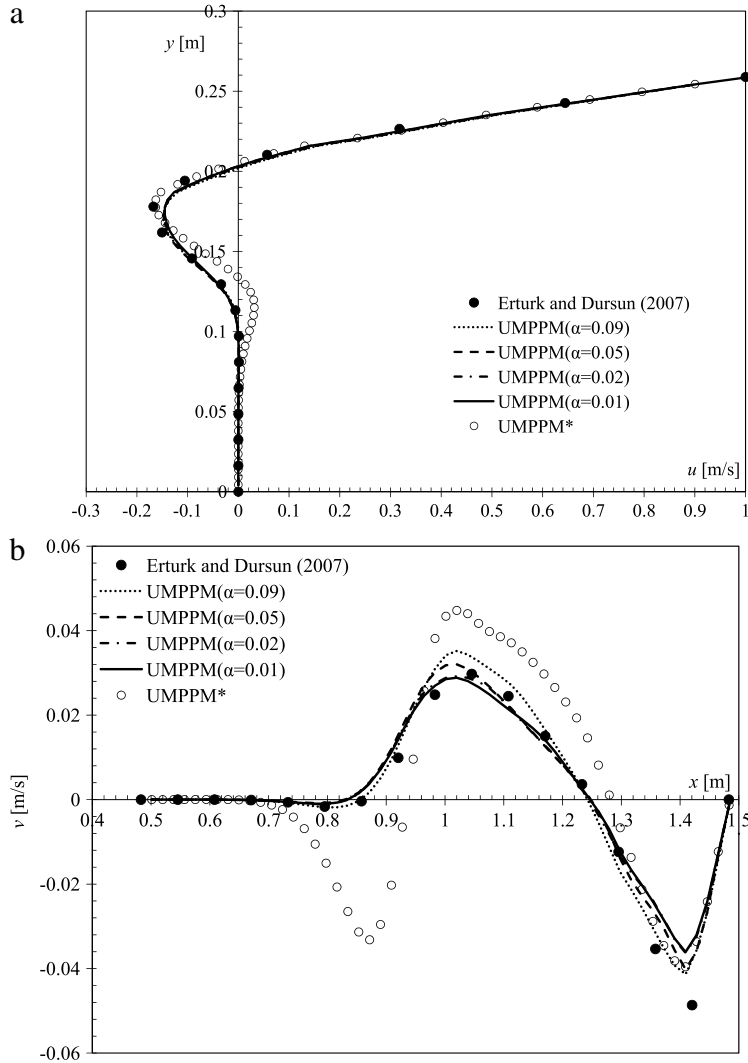 a
y [m]
0.3
0.25
0.2
0.15
0.1
0.05
0
Erturk and Dursun (2007)
UMPPM(α=0.09)
UMPPM(α=0.05)
UMPPM(α=0.02)
UMPPM(α=0.01)
UMPPM*
u [m/s]
-0.3 -0.2 -0.1 0 0.1 0.2 0.3 0.4 0.5 0.6 0.7 0.8 0.9 1
b
0.06
0.04
0.02
0
-0.02
-0.04
-0.06
v [m/s]
Erturk and Dursun (2007)
UMPPM(α=0.09)
UMPPM(α=0.05)
UMPPM(α=0.02)
UMPPM(α=0.01)
UMPPM*
x [m]
0.4 0.5 0.6 0.7 0.8 0.9 1 1.1 1.2 1.3 1.4 1.5